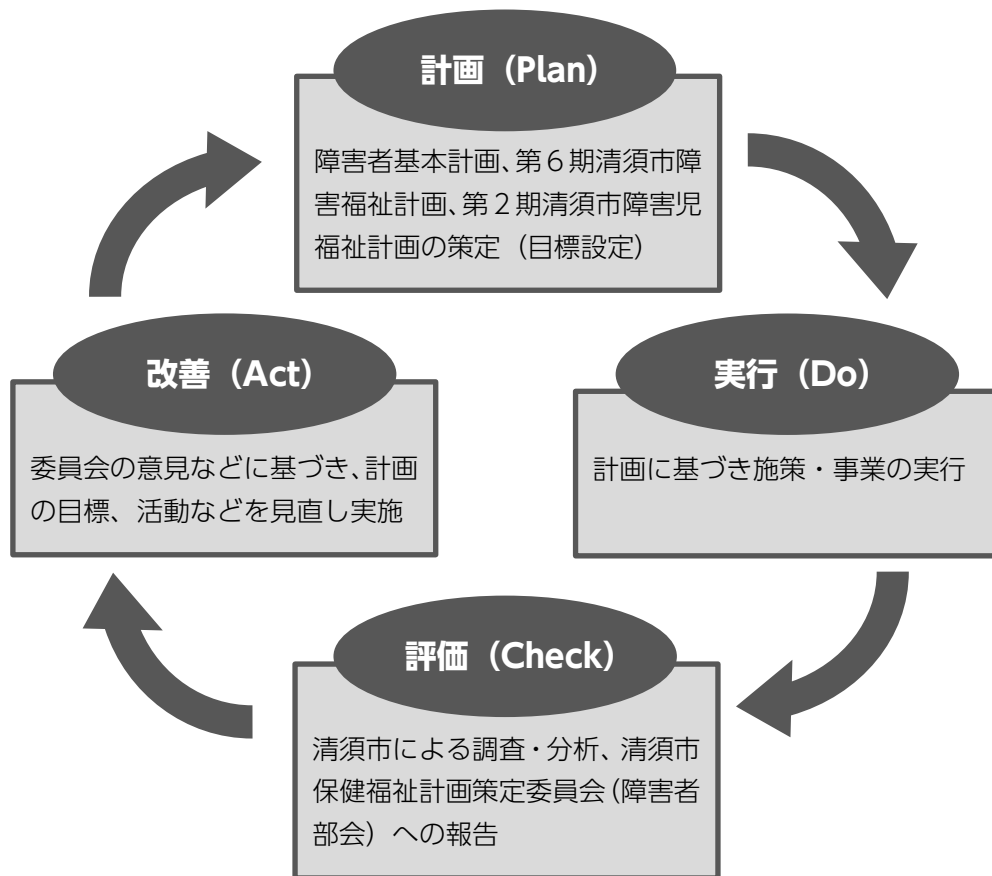 計画（Plan）
障害者基本計画、第６期清須市障
害福祉計画、第２期清須市障害児
福祉計画の策定（目標設定）
改善（Act）
委員会の意見などに基づき、計画
の目標、活動などを見直し実施
実行（Do）
計画に基づき施策・事業の実行
評価（Check）
清須市による調査・分析、清須市
保健福祉計画策定委員会（障害者
部会）への報告